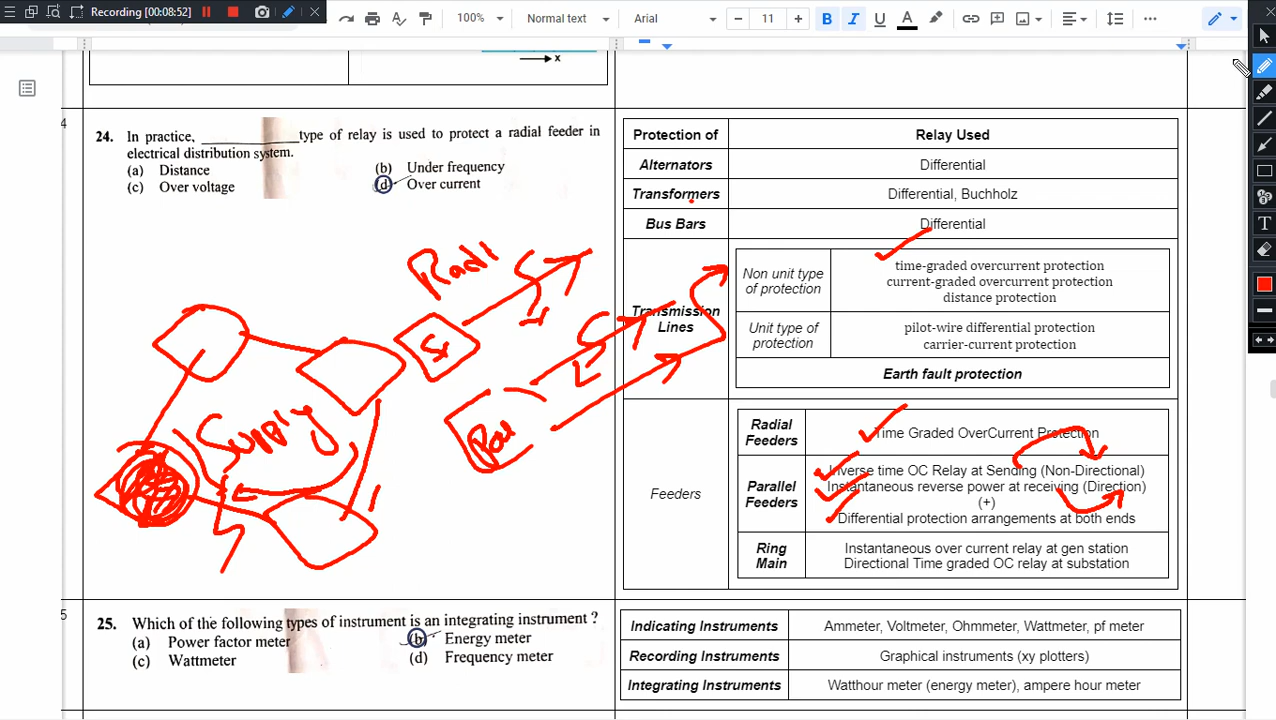 Recording [00:08:52]
100%
Normal text
Arial
11
B
I
U
A
x
4
24. In practice, ____________ type of relay is used to protect a radial feeder in
electrical distribution system.
(a) Distance
(b) Under frequency
(c) Over voltage
(d) Over current
Protection of
Relay Used
Alternators
Differential
Transformers
Differential, Buchholz
Bus Bars
Differential
Transmission
Lines
Non unit type
of protection
time-graded overcurrent protection
current-graded overcurrent protection
distance protection
Unit type of
protection
pilot-wire differential protection
carrier-current protection
Earth fault protection
Feeders
Radial
Feeders
Time Graded OverCurrent Protection
Parallel
Feeders
Inverse time OC Relay at Sending (Non-Directional)
Instantaneous reverse power at receiving (Direction)
(+)
Differential protection arrangements at both ends
Ring
Main
Instantaneous over current relay at gen station
Directional Time graded OC relay at substation
Supply
5
25. Which of the following types of instrument is an integrating instrument ?
(a) Power factor meter
(b) Energy meter
(c) Wattmeter
(d) Frequency meter
Indicating Instruments
Ammeter, Voltmeter, Ohmmeter, Wattmeter, pf meter
Recording Instruments
Graphical instruments (xy plotters)
Integrating Instruments
Watthour meter (energy meter), ampere hour meter
T